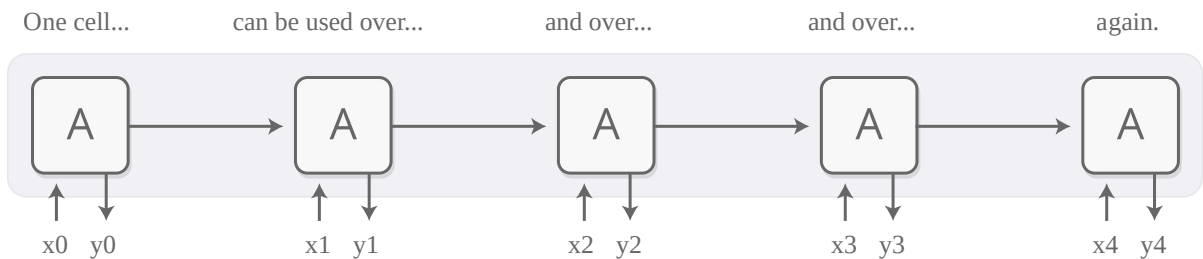 One cell... can be used over... and over... and over... again.
A A A A A
x0 y0 x1 y1 x2 y2 x3 y3 x4 y4